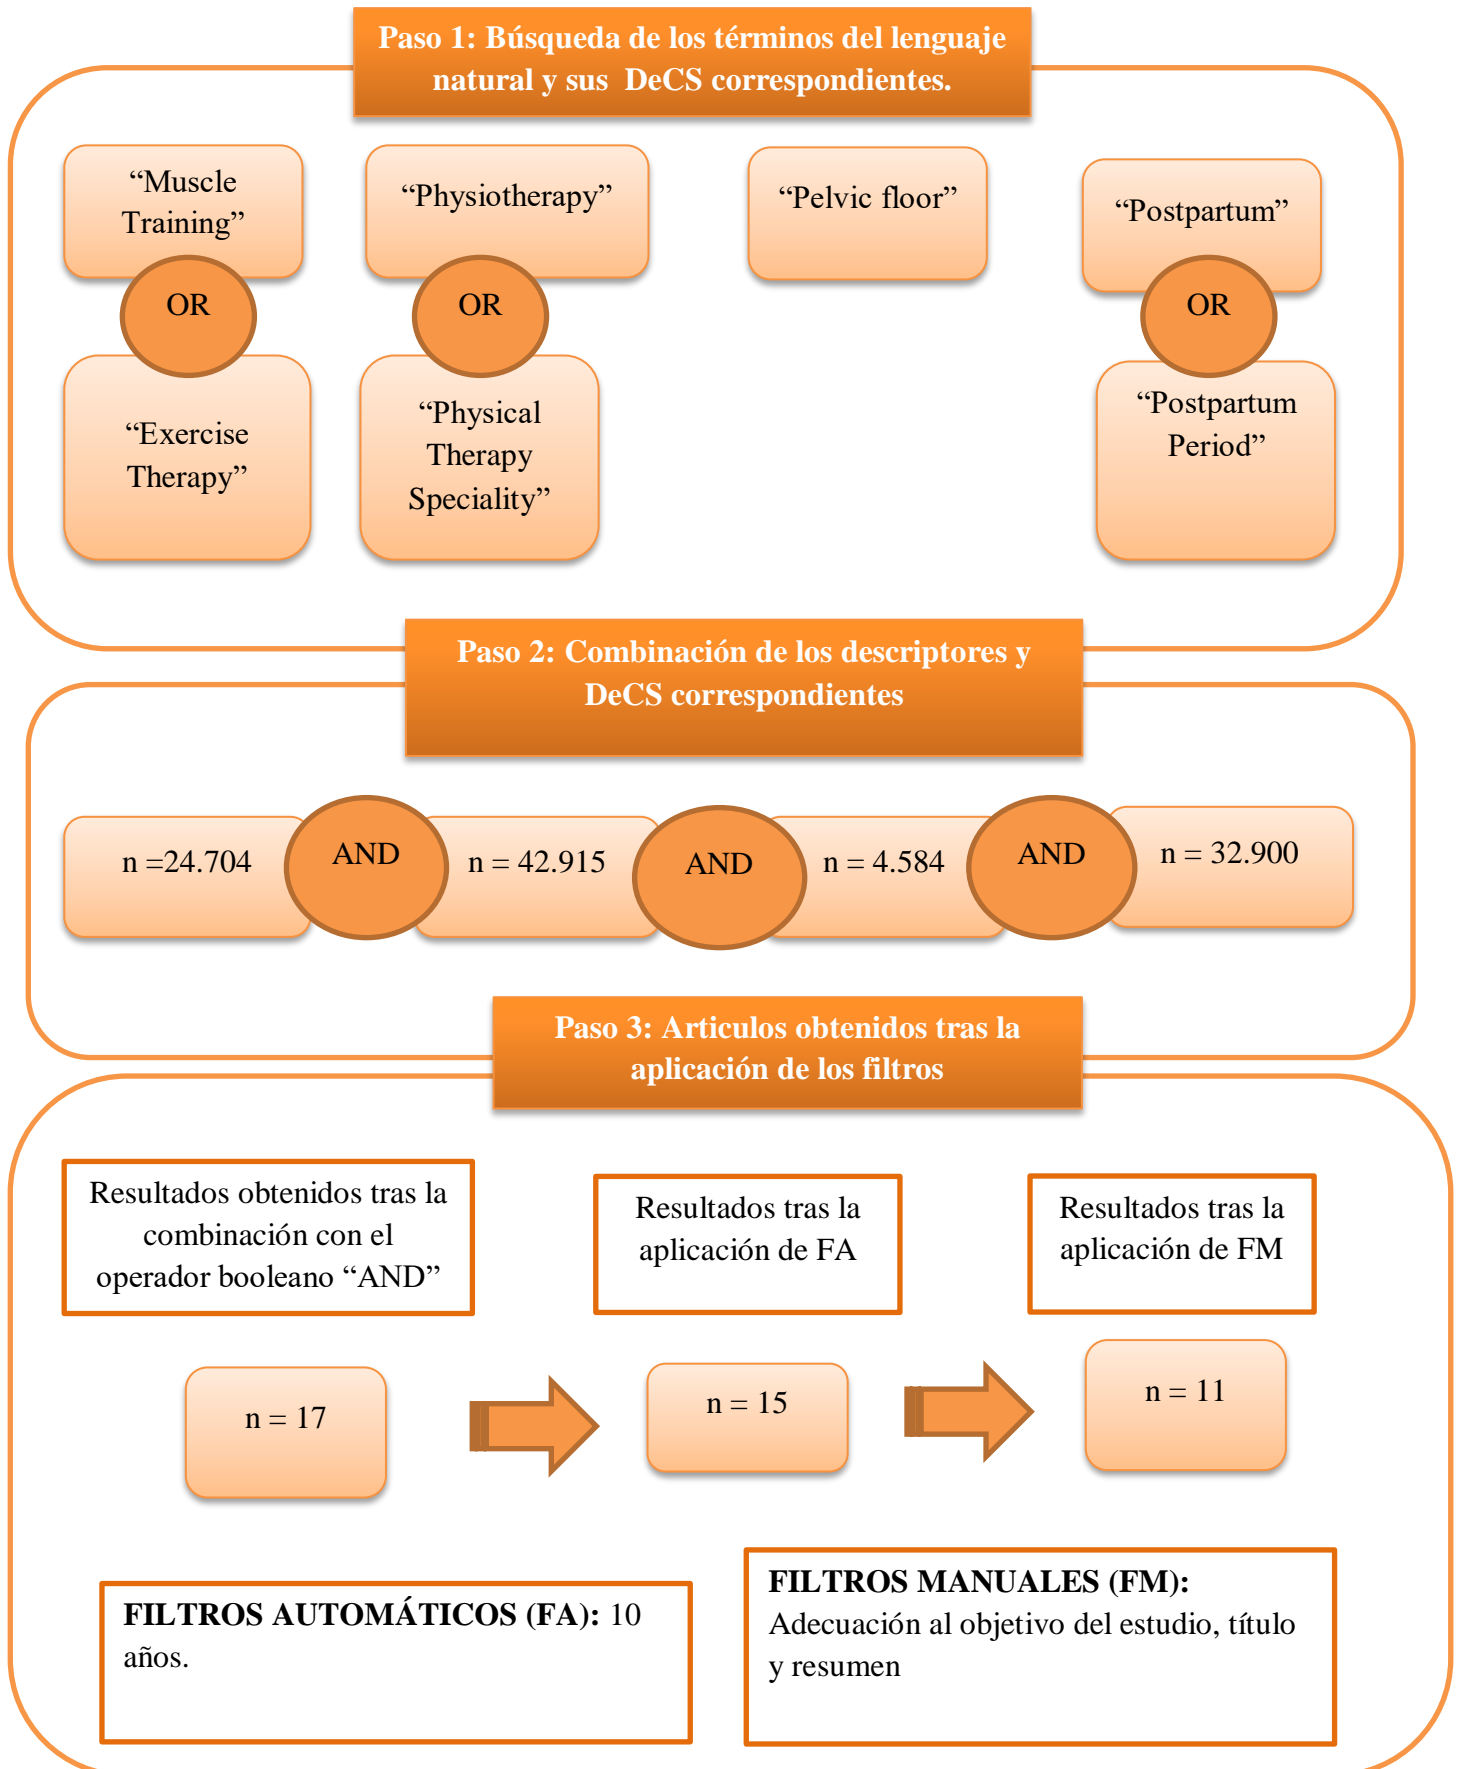 Paso 1: Búsqueda de los términos del lenguaje
natural y sus  DeCS correspondientes.
“Muscle
Training”
“Physiotherapy”
“Pelvic floor”
“Postpartum”
OR
OR
OR
“Exercise
Therapy”
“Physical
Therapy
Speciality”
“Postpartum
Period”
Paso 2: Combinación de los descriptores y
DeCS correspondientes
n =24.704
AND
n = 42.915
AND
n = 4.584
AND
n = 32.900
Paso 3: Articulos obtenidos tras la
aplicación de los filtros
Resultados obtenidos tras la
combinación con el
operador booleano “AND”
Resultados tras la
aplicación de FA
Resultados tras la
aplicación de FM
n = 17
n = 15
n = 11
FILTROS AUTOMÁTICOS (FA): 10
años.
FILTROS MANUALES (FM):
Adecuación al objetivo del estudio, título
y resumen